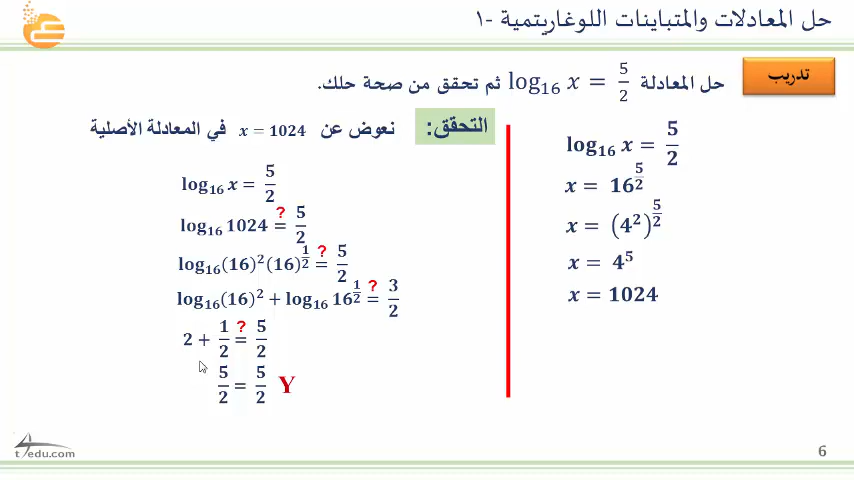 حل المعادلات والمتباينات اللوغاريتمية -١
تدريب
حل المعادلة log₁₆ x = 5/2 ثم تحقق من صحة حلك.
log₁₆ x = 5/2
x = 16^(5/2)
x = (4²)^(5/2)
x = 4⁵
x = 1024
التحقق: نعوض عن x = 1024 في المعادلة الأصلية
log₁₆ x = 5/2
log₁₆ 1024 =? 5/2
log₁₆(16)²(16)^(1/2) =? 5/2
log₁₆(16)² + log₁₆ 16^(1/2) =? 3/2
2 + 1/2 =? 5/2
5/2 = 5/2 Y
t4edu.com
6